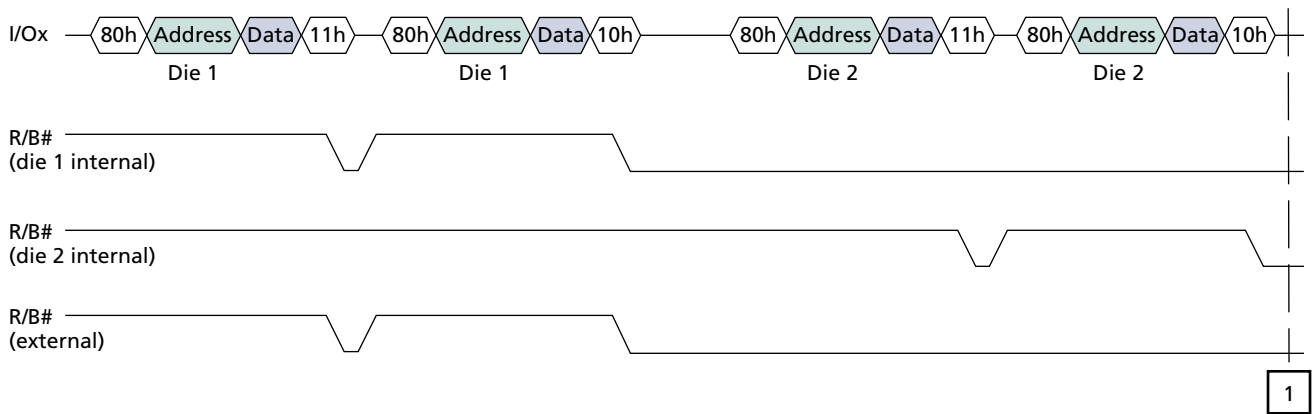 I/Ox 80h Address Data 11h 80h Address Data 10h 80h Address Data 11h 80h Address Data 10h
Die 1 Die 1 Die 2 Die 2
R/B#
(die 1 internal)
R/B#
(die 2 internal)
R/B#
(external)
1